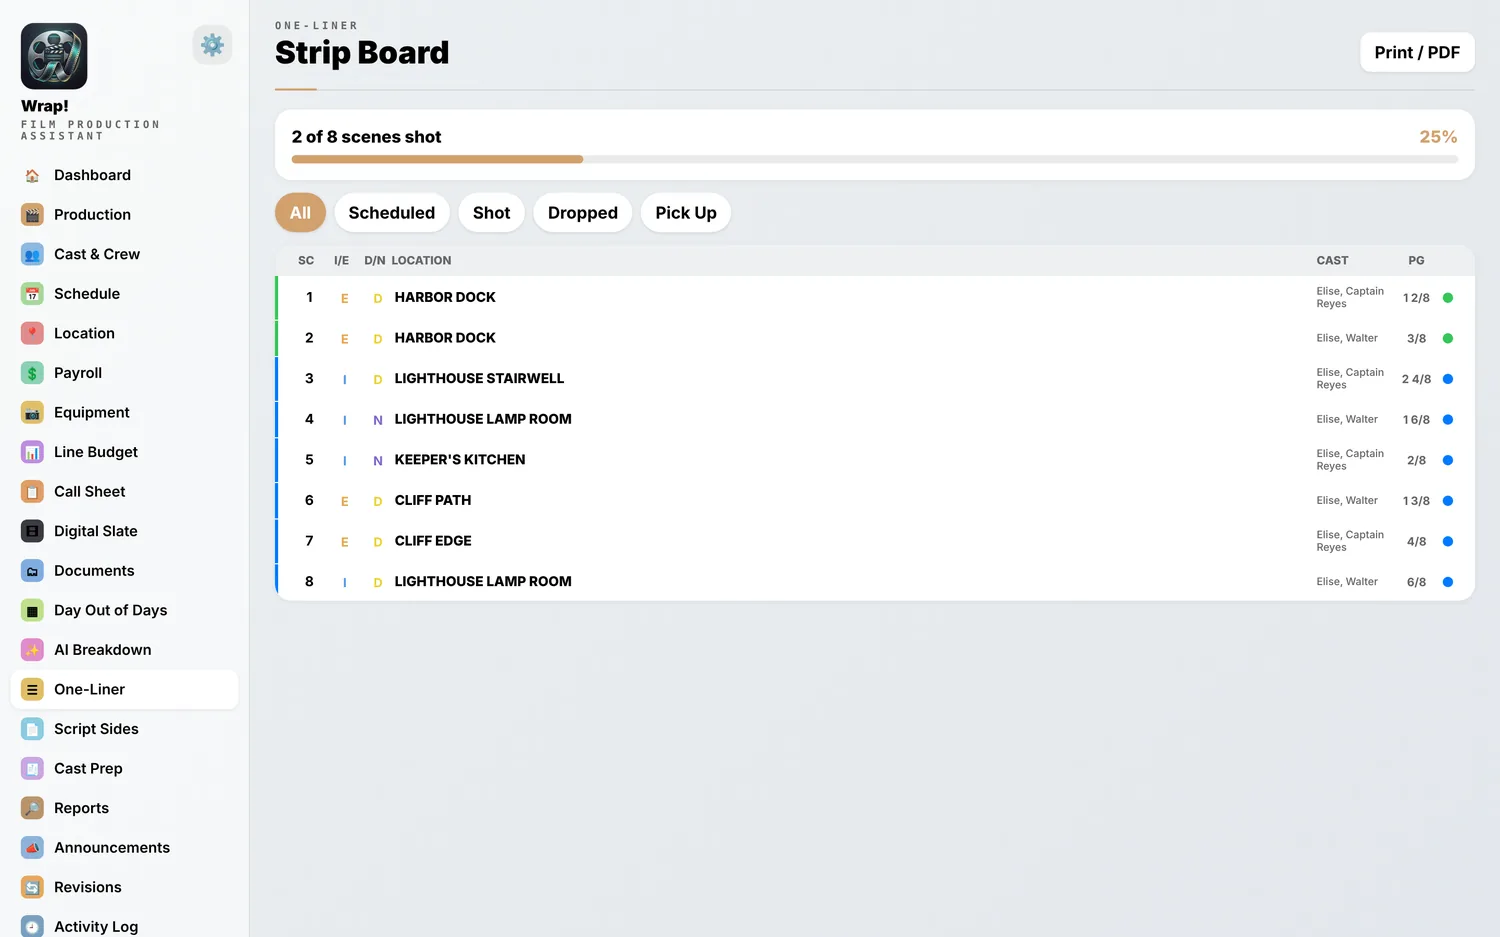 Wrap!
FILM PRODUCTION
ASSISTANT
Dashboard
Production
Cast & Crew
Schedule
Location
Payroll
Equipment
Line Budget
Call Sheet
Digital Slate
Documents
Day Out of Days
AI Breakdown
One-Liner
Script Sides
Cast Prep
Reports
Announcements
Revisions
Activity Log
ONE-LINER
Strip Board
Print / PDF
2 of 8 scenes shot 25%
All Scheduled Shot Dropped Pick Up
SC I/E D/N LOCATION CAST PG
1 E D HARBOR DOCK Elise, Captain
Reyes 1 2/8
2 E D HARBOR DOCK Elise, Walter 3/8
3 I D LIGHTHOUSE STAIRWELL Elise, Captain
Reyes 2 4/8
4 I N LIGHTHOUSE LAMP ROOM Elise, Walter 1 6/8
5 I N KEEPER'S KITCHEN Elise, Captain
Reyes 2/8
6 E D CLIFF PATH Elise, Walter 1 3/8
7 E D CLIFF EDGE Elise, Captain
Reyes 4/8
8 I D LIGHTHOUSE LAMP ROOM Elise, Walter 6/8